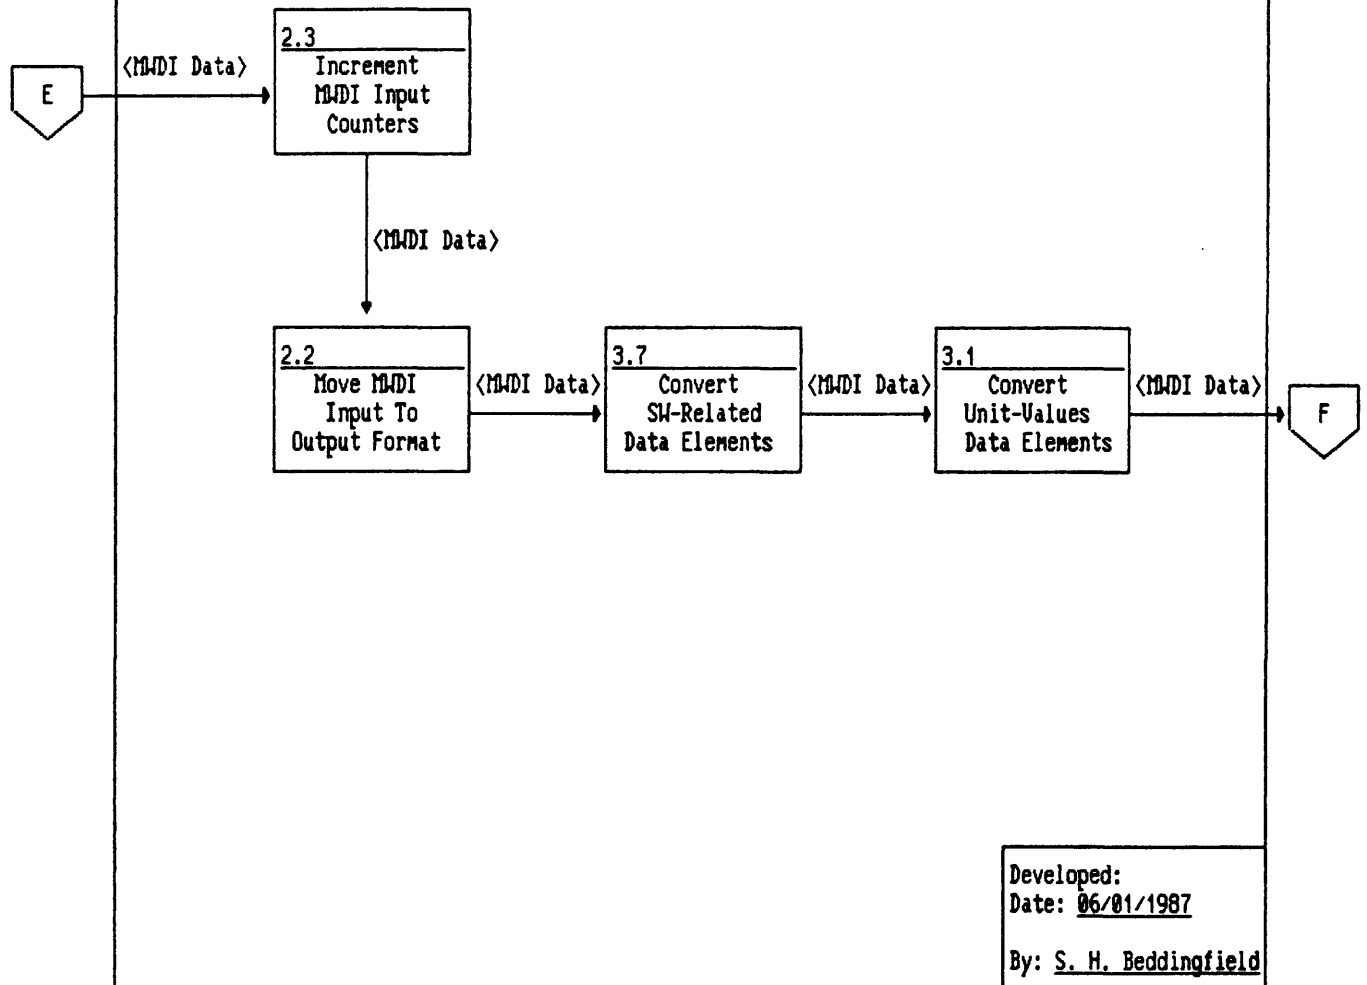 2.3
Increment
MWDI Input
Counters
E
<MWDI Data>
<MWDI Data>
2.2
Move MWDI
Input To
Output Format
<MWDI Data>
3.7
Convert
SW-Related
Data Elements
<MWDI Data>
3.1
Convert
Unit-Values
Data Elements
<MWDI Data>
F
Developed:
Date: 06/01/1987
By: S. H. Beddingfield